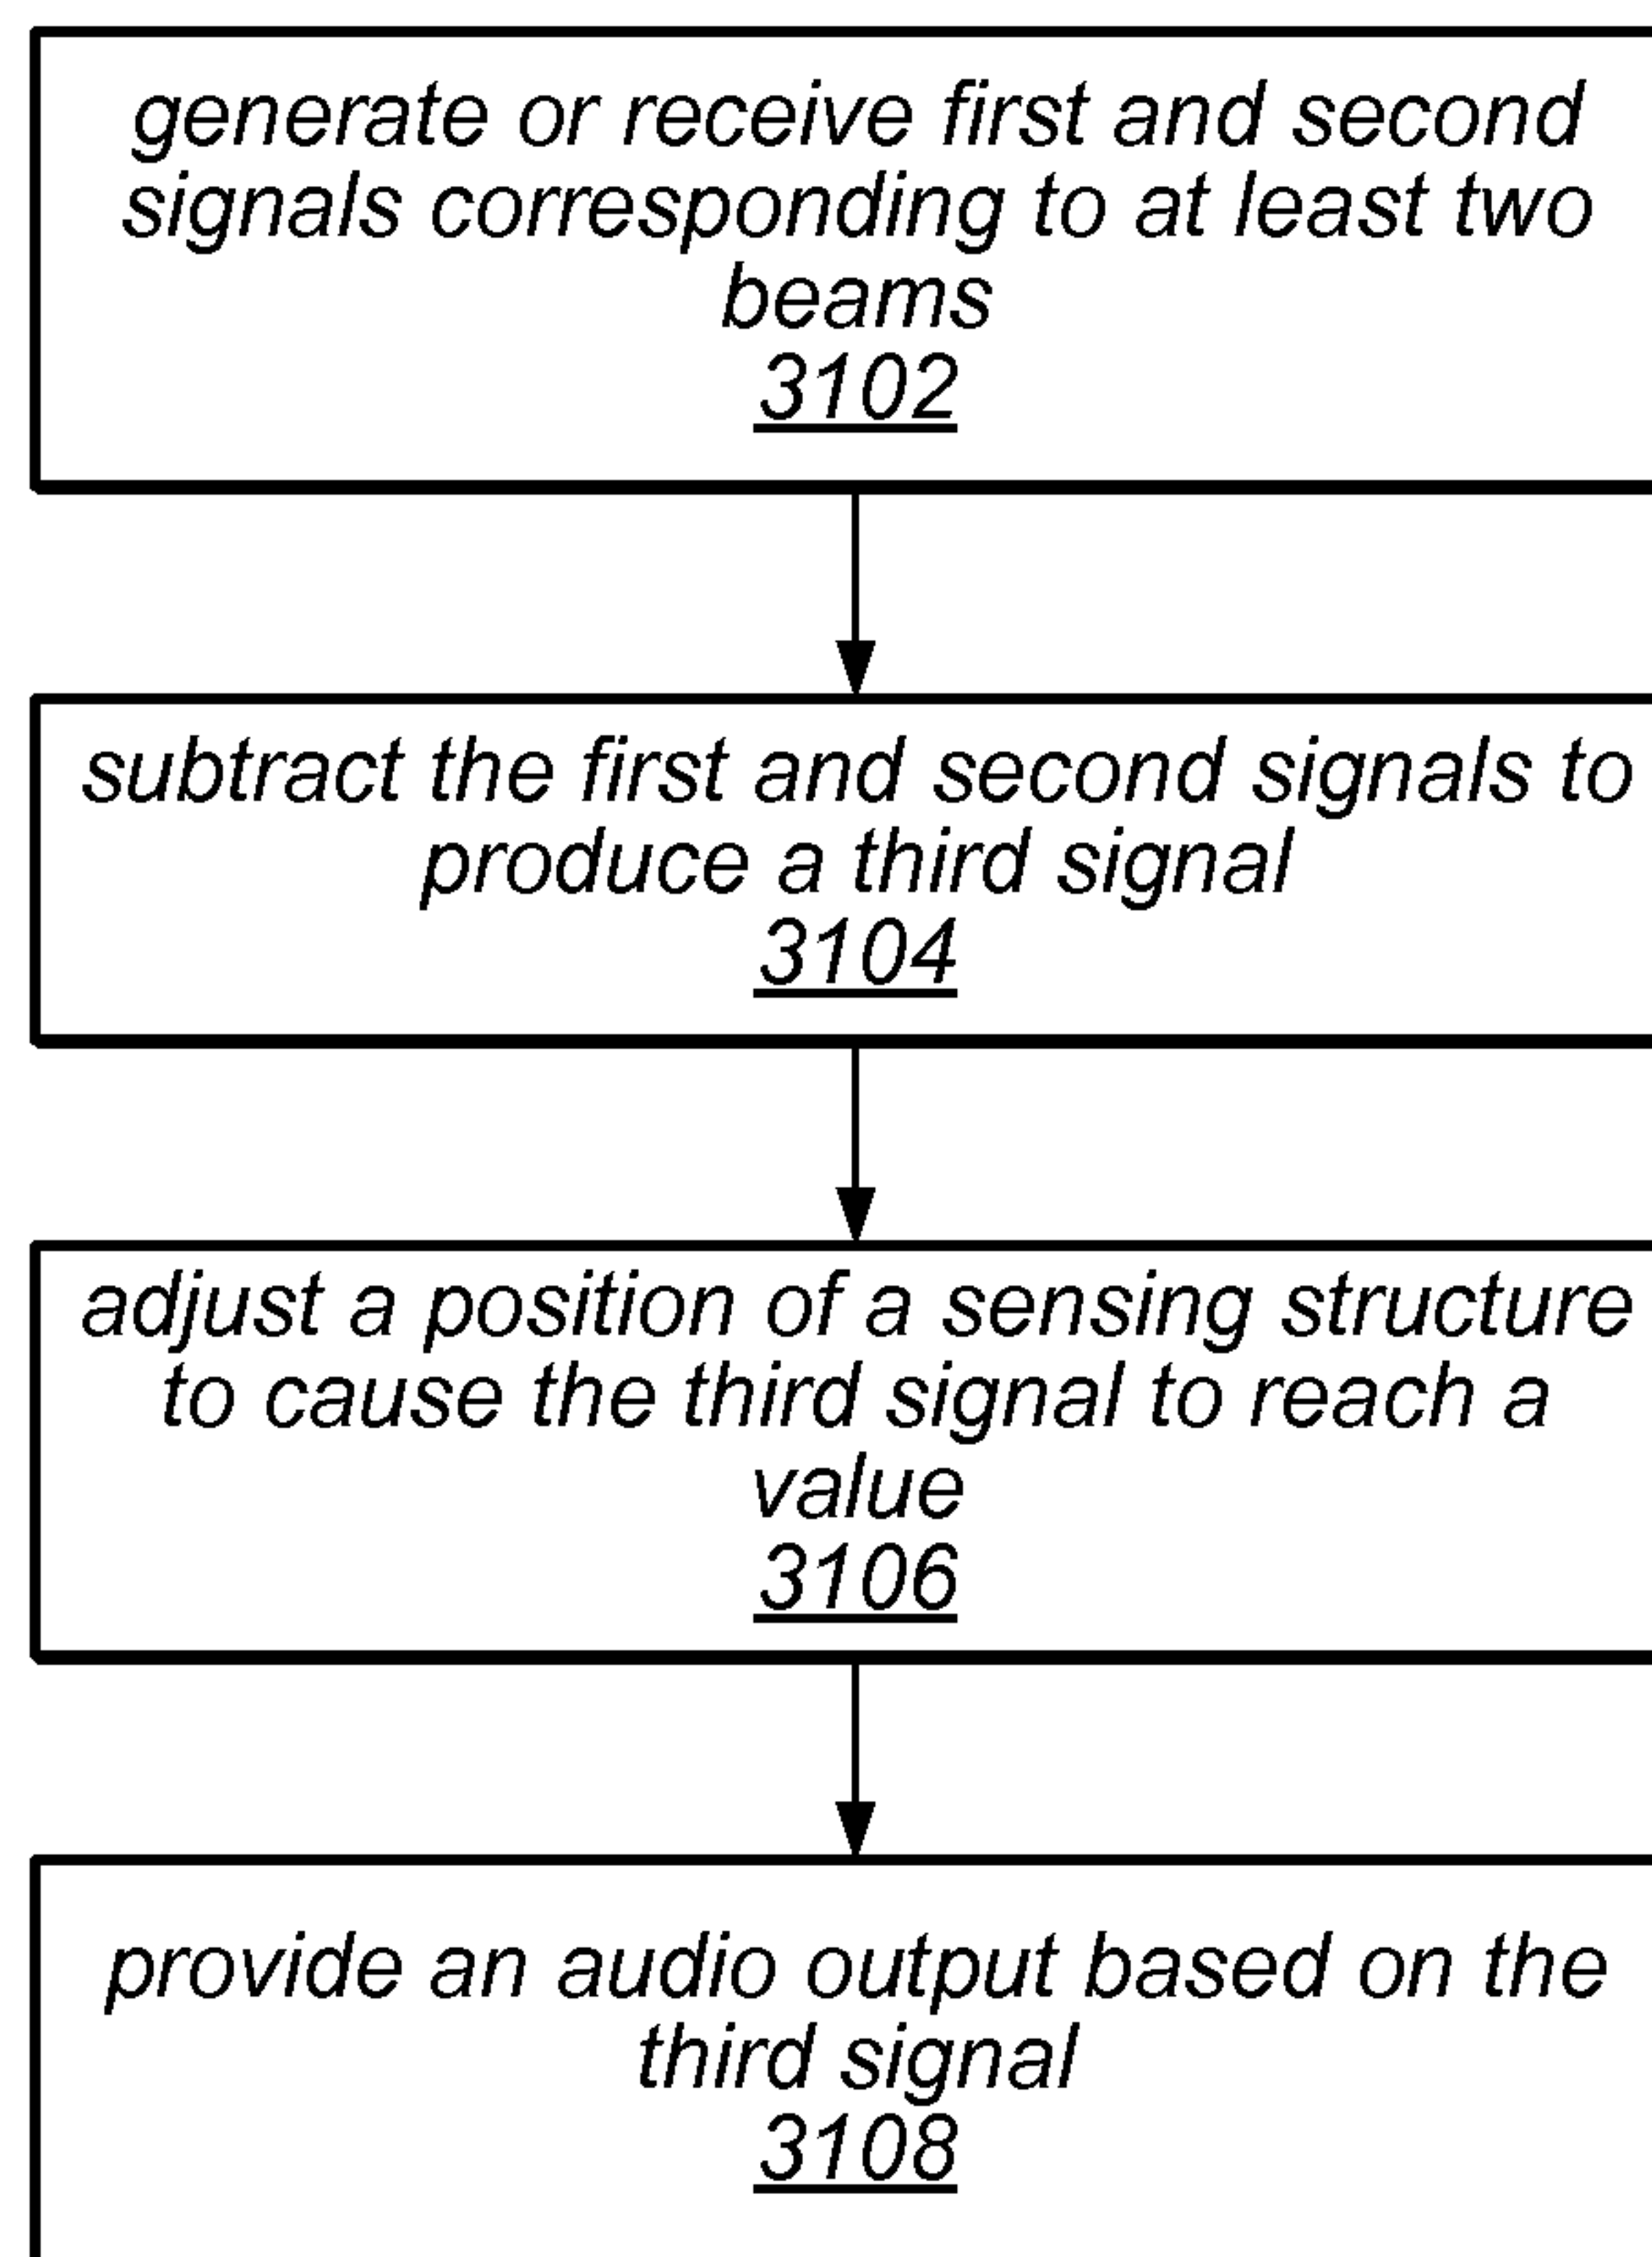 generate or receive first and second
signals corresponding to at least two
beams
3102
subtract the first and second signals to
produce a third signal
3104
adjust a position of a sensing structure
to cause the third signal to reach a
value
3106
provide an audio output based on the
third signal
3108